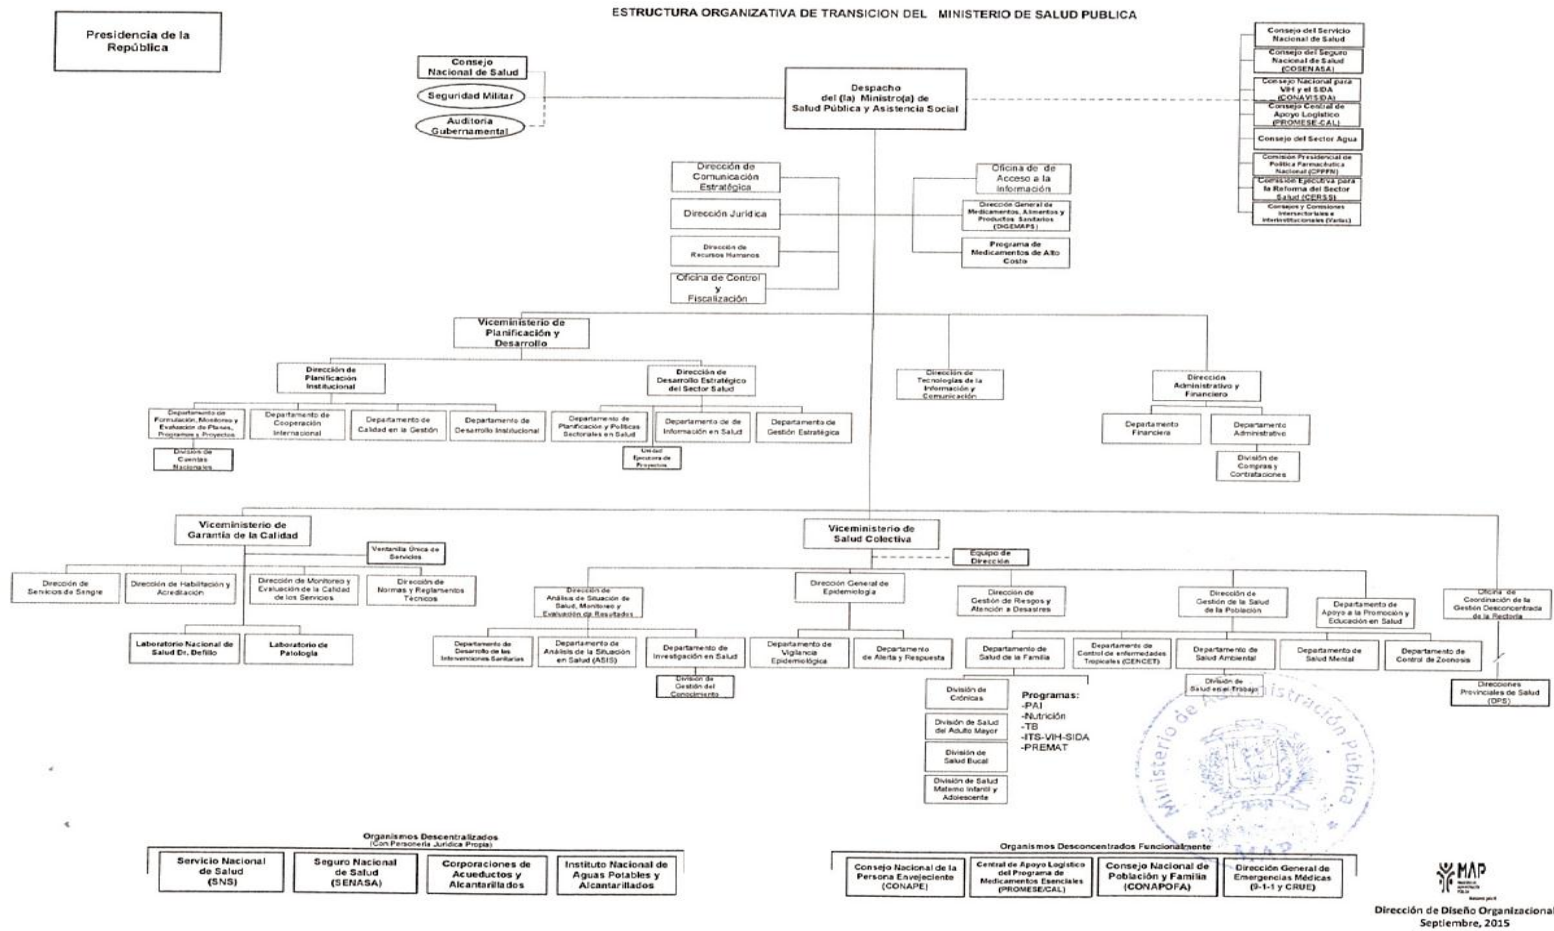 ESTRUCTURA ORGANIZATIVA DE TRANSICION DEL MINISTERIO DE SALUD PUBLICA
Presidencia de la
República
Consejo
Nacional de Salud
Seguridad Militar
Auditoría
Gubernamental
Despacho
del (la) Ministro(a) de
Salud Pública y Asistencia Social
Consejo del Servicio
Nacional de Salud
Consejo del Seguro
Nacional de Salud
(COSENASA)
Consejo Nacional para
VIH y el SIDA
(CONAVISIDA)
Consejo Central de
Apoyo Logístico
(PROMESE-CAL)
Consejo del Sector Agua
Comisión Presidencial de
Política Farmacéutica
Nacional (CPPFN)
Comisión Ejecutiva para
la Reforma del Sector
Salud (CERSS)
Consejos y Comisiones
Intersectoriales e
Interinstitucionales (Varias)
Dirección de
Comunicación
Estratégica
Dirección Jurídica
Dirección de
Recursos Humanos
Oficina de Control
y
Fiscalización
Oficina de de
Acceso a la
Información
Dirección General de
Medicamentos, Alimentos y
Productos Sanitarios
(DIGEMAPS)
Programa de
Medicamentos de Alto
Costo
Viceministerio de
Planificación y
Desarrollo
Dirección de
Planificación
Institucional
Dirección de
Desarrollo Estratégico
del Sector Salud
Dirección de
Tecnologías de la
Información y
Comunicación
Dirección
Administrativo y
Financiero
Departamento de
Formulación, Monitoreo y
Evaluación de Planes,
Programas y Proyectos
Departamento de
Cooperación
Internacional
Departamento de
Calidad en la Gestión
Departamento de
Desarrollo Institucional
Departamento de
Planificación y Políticas
Sectoriales en Salud
Departamento de de
Información en Salud
Departamento de
Gestión Estratégica
Departamento
Financiera
Departamento
Administrativo
División de
Cuentas
Nacionales
Unidad
Ejecutora de
Proyectos
División de
Compras y
Contrataciones
Viceministerio de
Garantía de la Calidad
Viceministerio de
Salud Colectiva
Ventanilla Única de
Servicios
Equipo de
Dirección
Dirección de
Servicios de Sangre
Dirección de Habilitación y
Acreditación
Dirección de Monitoreo y
Evaluación de la Calidad
de los Servicios
Dirección de
Normas y Reglamentos
Técnicos
Dirección de
Análisis de Situación de
Salud, Monitoreo y
Evaluación de Resultados
Dirección General de
Epidemiología
Dirección de
Gestión de Riesgos y
Atención a Desastres
Dirección de
Gestión de la Salud
de la Población
Departamento de
Apoyo a la Promoción y
Educación en Salud
Oficina de
Coordinación de la
Gestión Desconcentrada
de la Rectoría
Laboratorio Nacional de
Salud Dr. Defilló
Laboratorio de
Patología
Departamento de
Desarrollo de las
Intervenciones Sanitarias
Departamento de
Análisis de la Situación
en Salud (ASIS)
Departamento de
Investigación en Salud
Departamento de
Vigilancia
Epidemiológica
Departamento
de Alerta y Respuesta
Departamento de
Salud de la Familia
Departamento de
Control de enfermedades
Tropicales (CENCET)
Departamento de
Salud Ambiental
Departamento de
Salud Mental
Departamento de
Control de Zoonosis
División de
Gestión del
Conocimiento
División de
Salud en el Trabajo
Direcciones
Provinciales de Salud
(DPS)
División de
Crónicas
División de Salud
del Adulto Mayor
División de
Salud Bucal
División de Salud
Materno Infantil y
Adolescente
Programas:
-PAI
-Nutrición
-TB
-ITS-VIH-SIDA
-PREMAT
Ministerio de Administración Pública
MAP
Organismos Descentralizados
(Con Personería Jurídica Propia)
Servicio Nacional
de Salud
(SNS)
Seguro Nacional
de Salud
(SENASA)
Corporaciones de
Acueductos y
Alcantarillados
Instituto Nacional de
Aguas Potables y
Alcantarillados
Organismos Desconcentrados Funcionalmente
Consejo Nacional de la
Persona Envejeciente
(CONAPE)
Central de Apoyo Logístico
del Programa de
Medicamentos Esenciales
(PROMESE/CAL)
Consejo Nacional de
Población y Familia
(CONAPOFA)
Dirección General de
Emergencias Médicas
(9-1-1 y CRUE)
MAP
Dirección de Diseño Organizacional
Septiembre, 2015